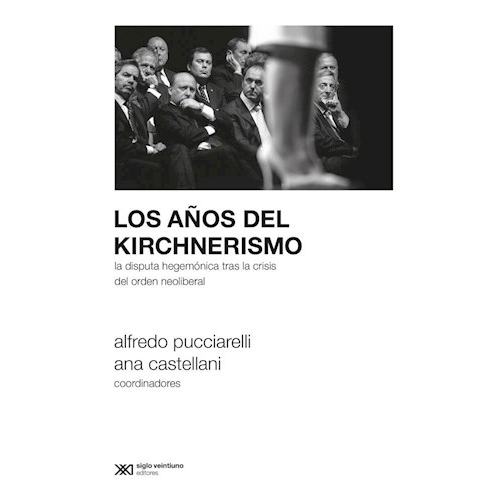 LOS AÑOS DEL
KIRCHNERISMO
la disputa hegemónica tras la crisis
del orden neoliberal
alfredo pucciarelli
ana castellani
coordinadores
siglo veintiuno
editores